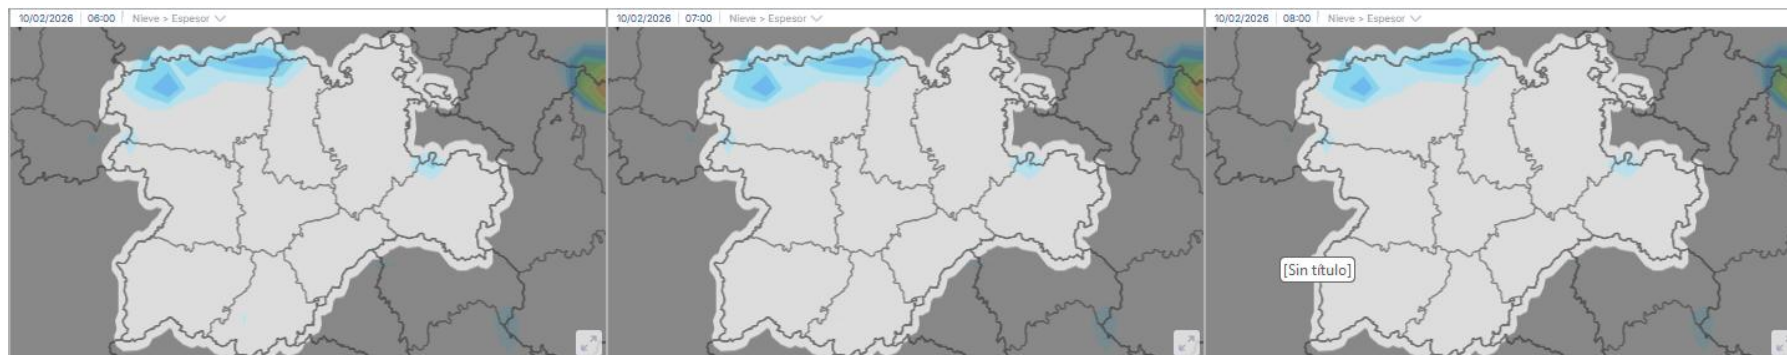 10/02/2026 06:00 Nieve > Espesor
10/02/2026 07:00 Nieve > Espesor
10/02/2026 08:00 Nieve > Espesor
[Sin título]